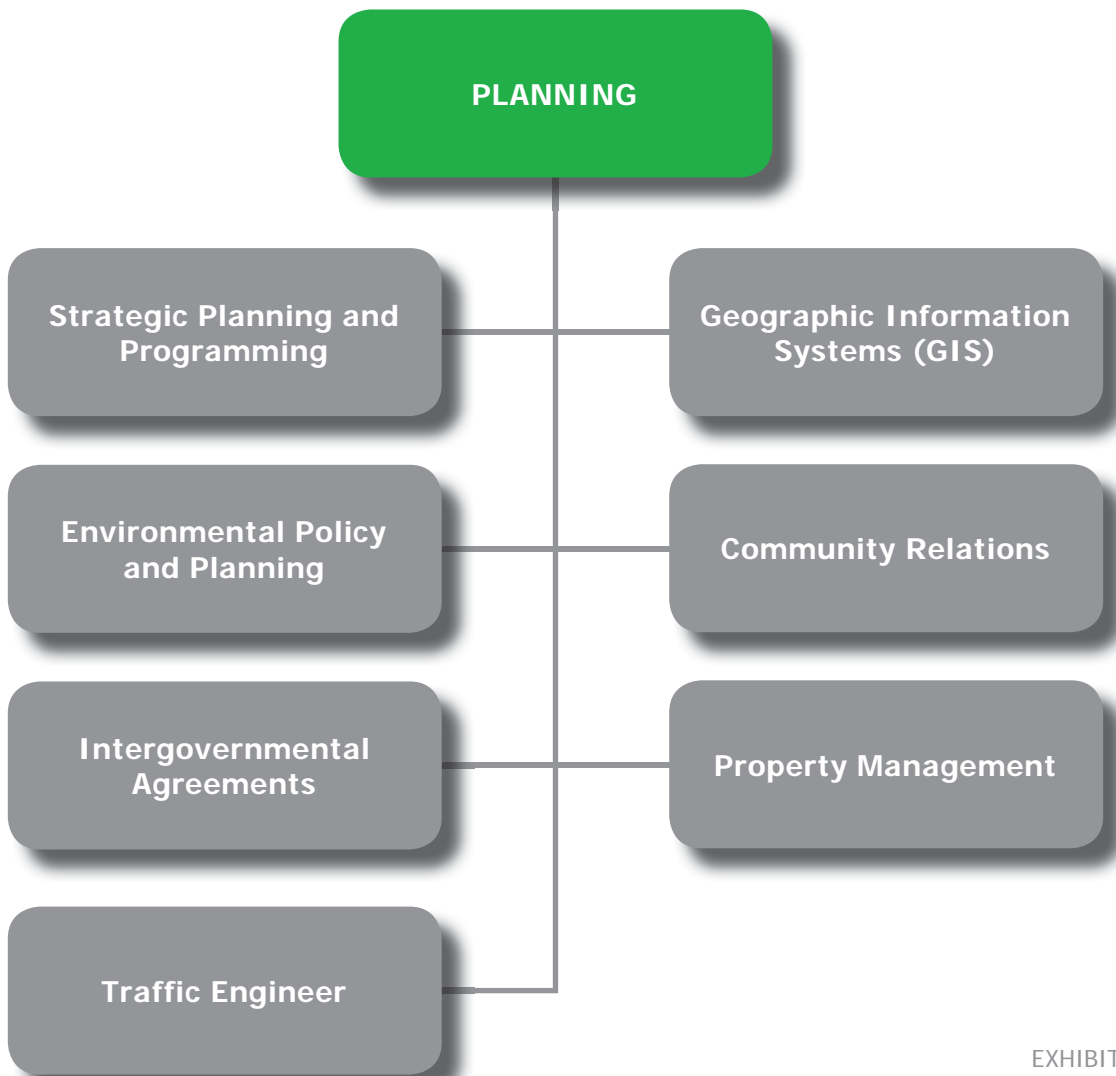 PLANNING
Strategic Planning and
Programming
Geographic Information
Systems (GIS)
Environmental Policy
and Planning
Community Relations
Intergovernmental
Agreements
Property Management
Traffic Engineer
EXHIBIT